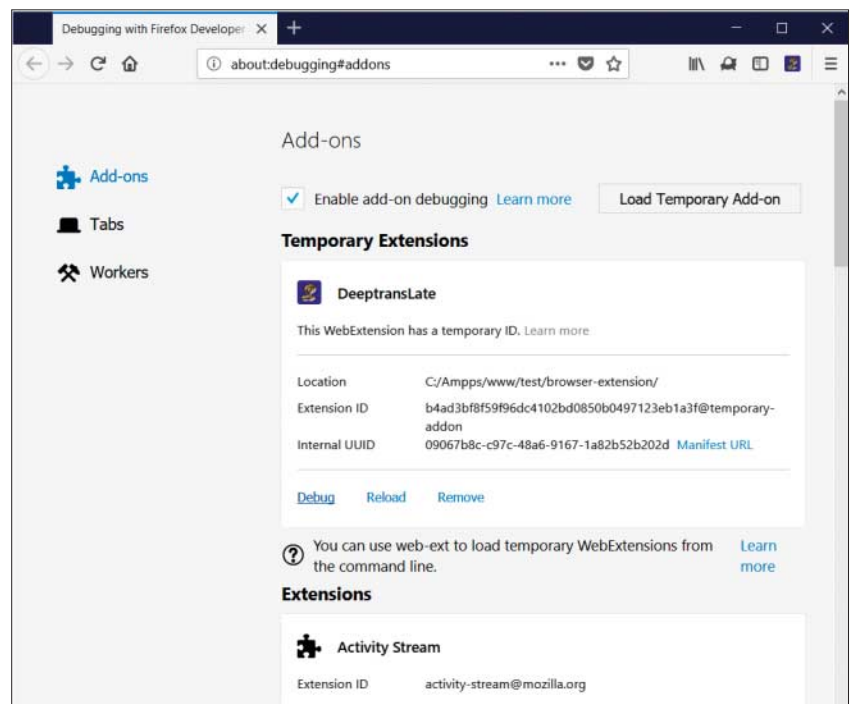 Debugging with Firefox Developer
about:debugging#addons
Add-ons
Add-ons
Tabs
Workers
Enable add-on debugging Learn more
Load Temporary Add-on
Temporary Extensions
DeeptransLate
This WebExtension has a temporary ID. Learn more
Location C:/Ampps/www/test/browser-extension/
Extension ID b4ad3bf8f59f96dc4102bd0850b0497123eb1a3f@temporary-
addon
Internal UUID 09067b8c-c97c-48a6-9167-1a82b52b202d Manifest URL
Debug Reload Remove
You can use web-ext to load temporary WebExtensions from Learn
the command line. more
Extensions
Activity Stream
Extension ID activity-stream@mozilla.org